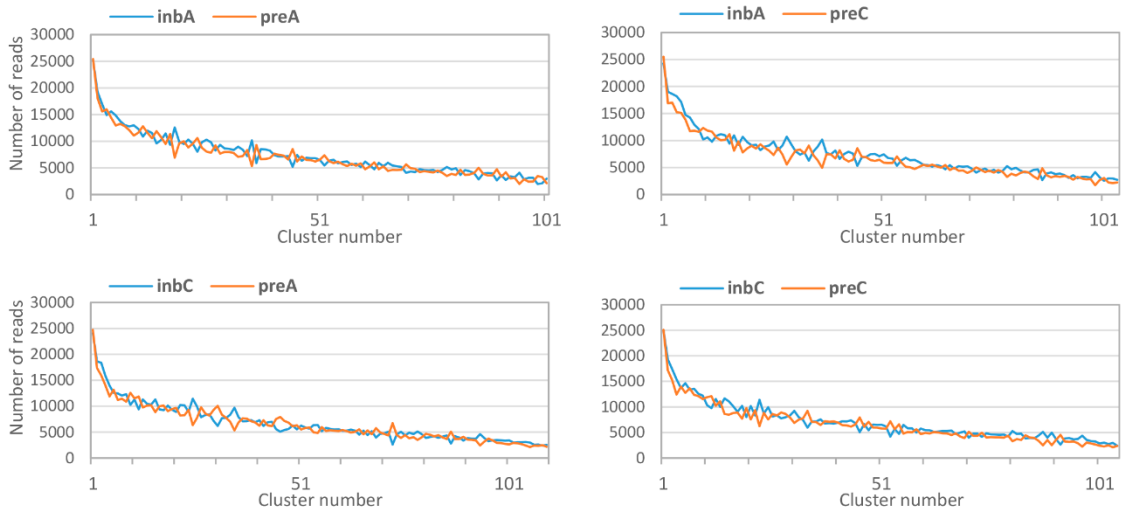 inbA preA
Number of reads
30000
25000
20000
15000
10000
5000
0
1 51 101
Cluster number
inbA preC
30000
25000
20000
15000
10000
5000
0
1 51 101
Cluster number
inbC preA
Number of reads
30000
25000
20000
15000
10000
5000
0
1 51 101
Cluster number
inbC preC
30000
25000
20000
15000
10000
5000
0
1 51 101
Cluster number